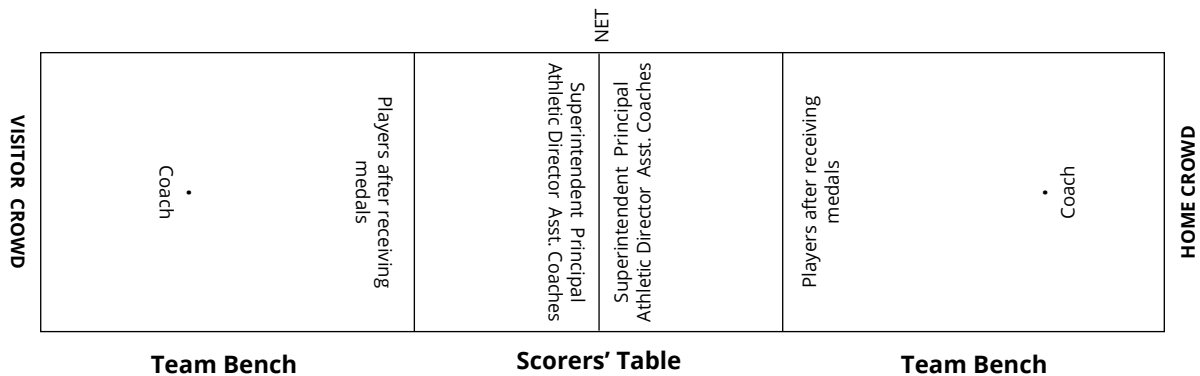 NET
VISITOR CROWD
Coach
Players after receiving
medals
Superintendent Principal
Athletic Director Asst. Coaches
Superintendent Principal
Athletic Director Asst. Coaches
Players after receiving
medals
Coach
HOME CROWD
Team Bench
Scorers’ Table
Team Bench